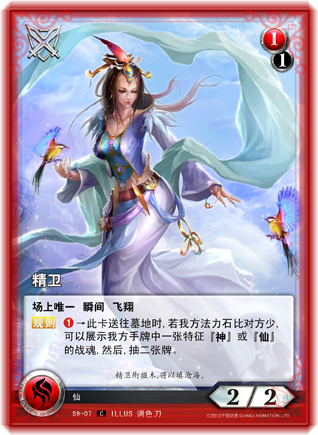 1
1
精卫
场上唯一 瞬间 飞翔
规则 1→此卡送往墓地时,若我方法力石比对方少,
可以展示我方手牌中一张特征『神』或『仙』
的战魂,然后,抽二张牌。
精卫衔微木,将以填沧海。
仙
2 / 2
S9-07 C ILLUS 调色刀